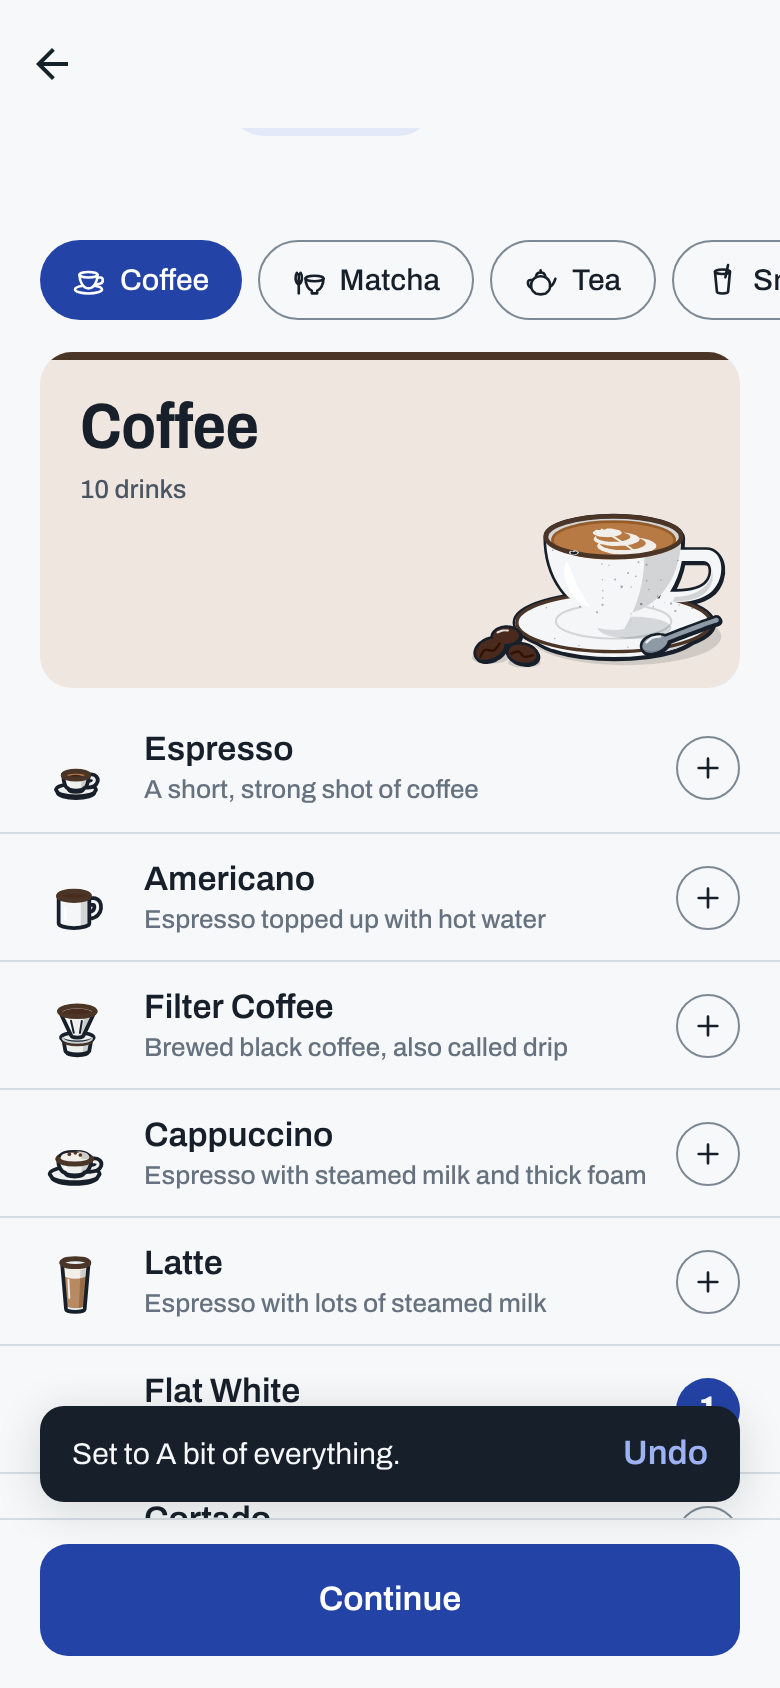 Coffee
Matcha
Tea
Coffee
10 drinks
Espresso
A short, strong shot of coffee
Americano
Espresso topped up with hot water
Filter Coffee
Brewed black coffee, also called drip
Cappuccino
Espresso with steamed milk and thick foam
Latte
Espresso with lots of steamed milk
Flat White
1
Set to A bit of everything.
Undo
Cortado
Continue